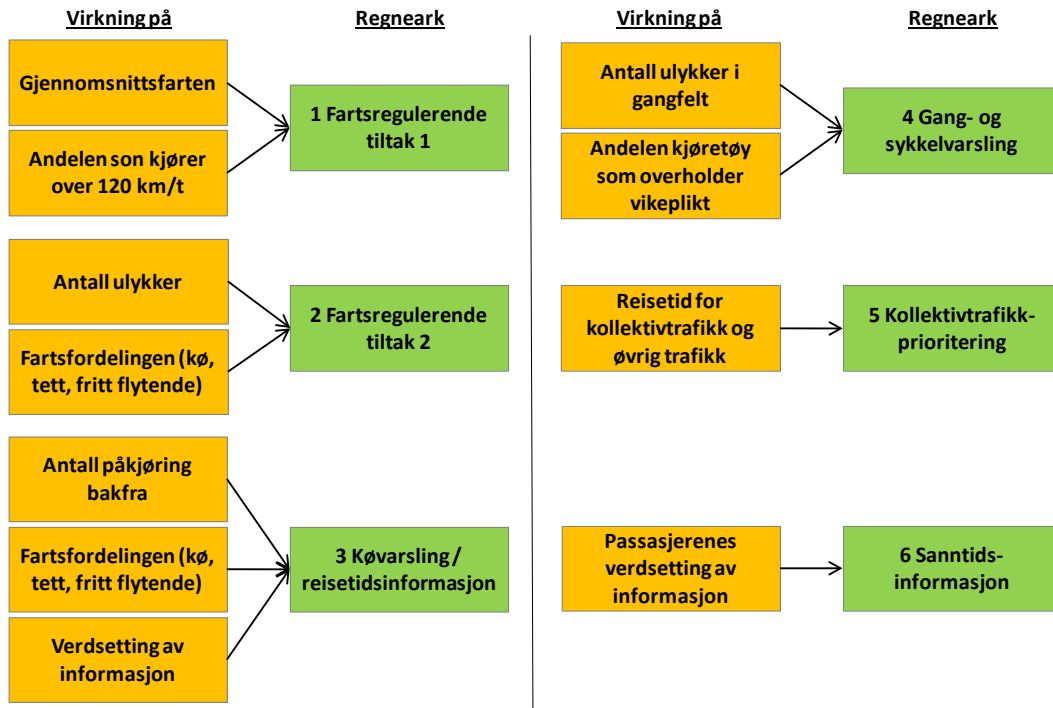 Virkning på
Regneark
Gjennomsnittsfarten
Andelen son kjører
over 120 km/t
1 Fartsregulerende
tiltak 1
Antall ulykker
Fartsfordelingen (kø,
tett, fritt flytende)
2 Fartsregulerende
tiltak 2
Antall påkjøring
bakfra
Fartsfordelingen (kø,
tett, fritt flytende)
Verdsetting av
informasjon
3 Køvarsling /
reisetidsinformasjon
Virkning på
Regneark
Antall ulykker i
gangfelt
Andelen kjøretøy
som overholder
vikeplikt
4 Gang- og
sykkelvarsling
Reisetid for
kollektivtrafikk og
øvrig trafikk
5 Kollektivtrafikk-
prioritering
Passasjerenes
verdsetting av
informasjon
6 Sanntids-
informasjon